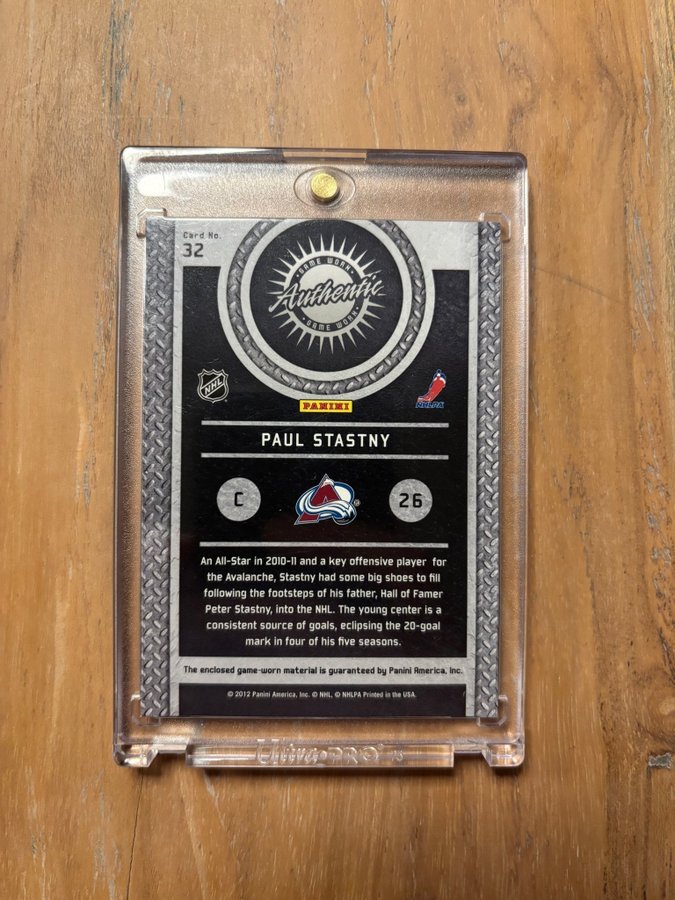 Card No.
32
GAME WORN
Authentic
GAME WORN
NHL
PANINI
NHLPA
PAUL STASTNY
C
26
An All-Star in 2010-11 and a key offensive player for
the Avalanche, Stastny had some big shoes to fill
following the footsteps of his father, Hall of Famer
Peter Stastny, into the NHL. The young center is a
consistent source of goals, eclipsing the 20-goal
mark in four of his five seasons.
The enclosed game-worn material is guaranteed by Panini America, Inc.
© 2012 Panini America, Inc. © NHL, © NHLPA Printed in the USA.
Ultra•PRO®